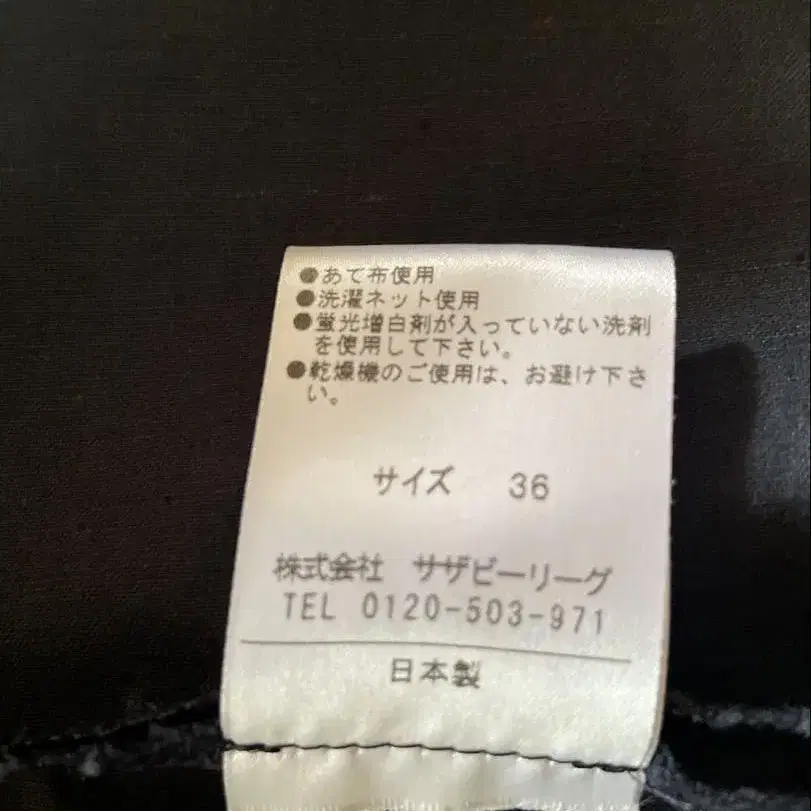 ●あて布使用
●洗濯ネット使用
●蛍光増白剤が入っていない洗剤
を使用して下さい。
●乾燥機のご使用は、お避け下さ
い。
サイズ 36
株式会社 サザビーリーグ
TEL 0120-503-971
日本製